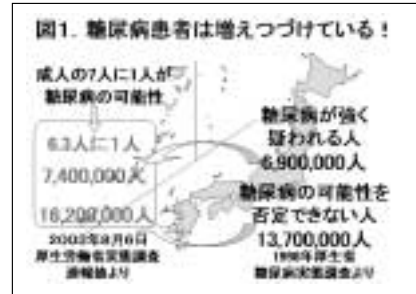 図1. 糖尿病患者は増えつづけている！
成人の7人に1人が
糖尿病の可能性
6.3人に1人
7,400,000人
16,200,000人
2003年8月6日
厚生労働省実態調査
速報値より
糖尿病が強く
疑われる人
6,900,000人
糖尿病の可能性を
否定できない人
13,700,000人
1998年厚生省
糖尿病実態調査より